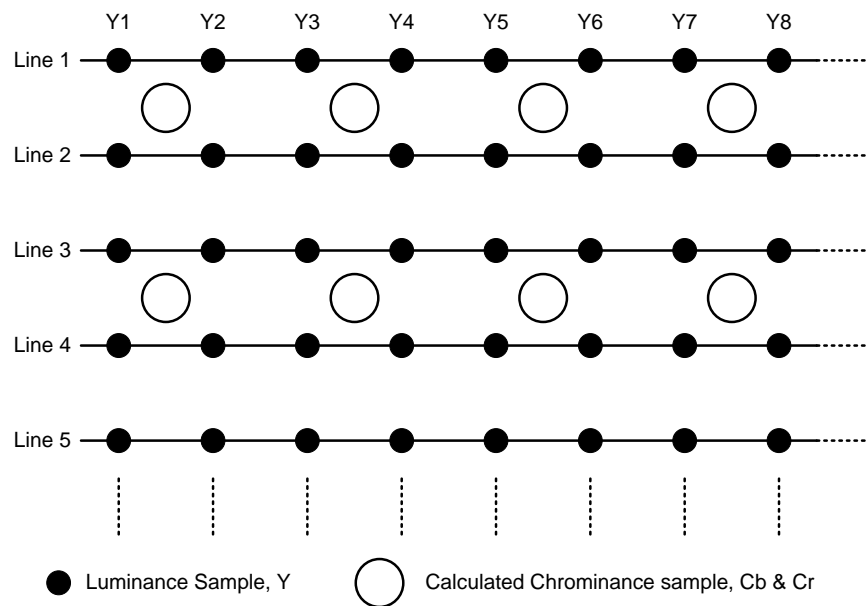 Y1 Y2 Y3 Y4 Y5 Y6 Y7 Y8
Line 1
Line 2
Line 3
Line 4
Line 5
Luminance Sample, Y
Calculated Chrominance sample, Cb & Cr